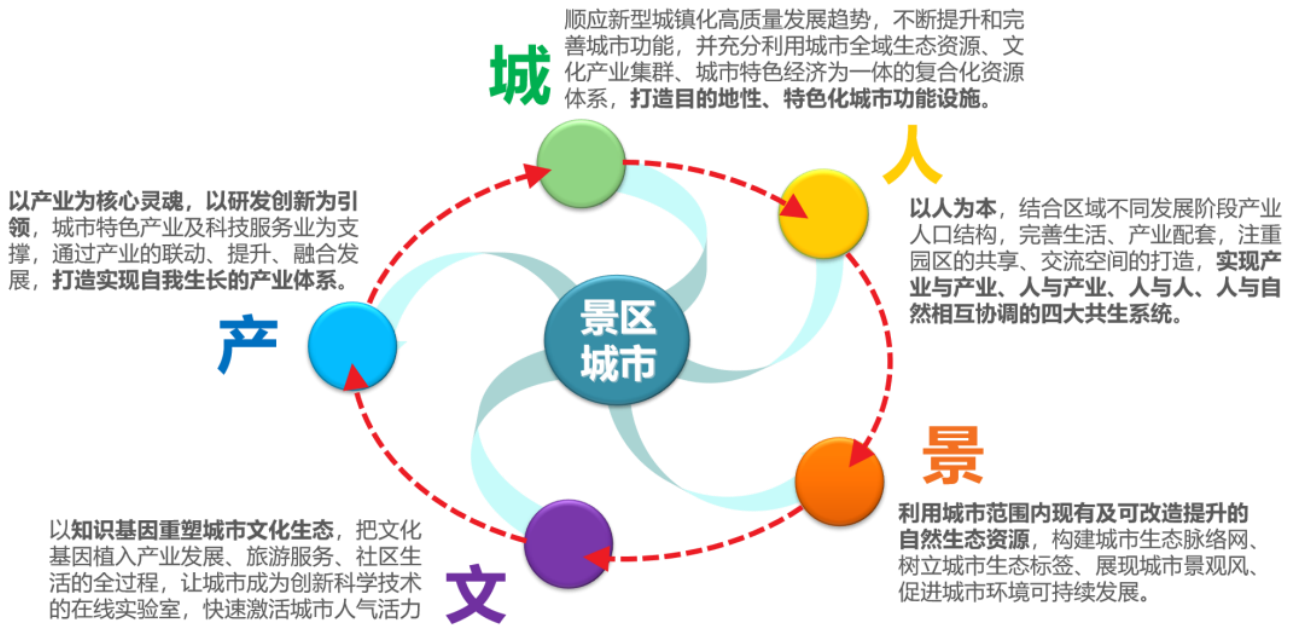 城
顺应新型城镇化高质量发展趋势，不断提升和完
善城市功能，并充分利用城市全域生态资源、文
化产业集群、城市特色经济为一体的复合化资源
体系，打造目的地性、特色化城市功能设施。
人
以人为本，结合区域不同发展阶段产业
人口结构，完善生活、产业配套，注重
园区的共享、交流空间的打造，实现产
业与产业、人与产业、人与人、人与自
然相互协调的四大共生系统。
景
利用城市范围内现有及可改造提升的
自然生态资源，构建城市生态脉络网、
树立城市生态标签、展现城市景观风、
促进城市环境可持续发展。
文
以知识基因重塑城市文化生态，把文化
基因植入产业发展、旅游服务、社区生
活的全过程，让城市成为创新科学技术
的在线实验室，快速激活城市人气活力
产
以产业为核心灵魂，以研发创新为引
领，城市特色产业及科技服务业为支
撑，通过产业的联动、提升、融合发
展，打造实现自我生长的产业体系。
景区
城市